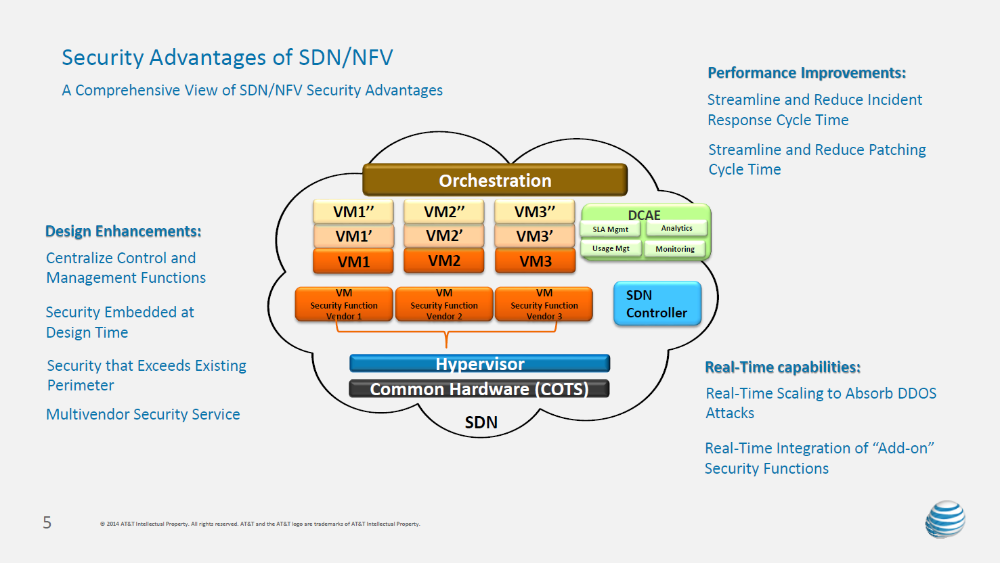 Security Advantages of SDN/NFV
A Comprehensive View of SDN/NFV Security Advantages
Performance Improvements:
Streamline and Reduce Incident
Response Cycle Time
Streamline and Reduce Patching
Cycle Time
Design Enhancements:
Centralize Control and
Management Functions
Security Embedded at
Design Time
Security that Exceeds Existing
Perimeter
Multivendor Security Service
Orchestration
VM1’’
VM2’’
VM3’’
VM1’
VM2’
VM3’
VM1
VM2
VM3
DCAE
SLA Mgmt
Analytics
Usage Mgt
Monitoring
VM
Security Function
Vendor 1
VM
Security Function
Vendor 2
VM
Security Function
Vendor 3
SDN
Controller
Hypervisor
Common Hardware (COTS)
SDN
Real-Time capabilities:
Real-Time Scaling to Absorb DDOS
Attacks
Real-Time Integration of “Add-on”
Security Functions
5
© 2014 AT&T Intellectual Property. All rights reserved. AT&T and the AT&T logo are trademarks of AT&T Intellectual Property.